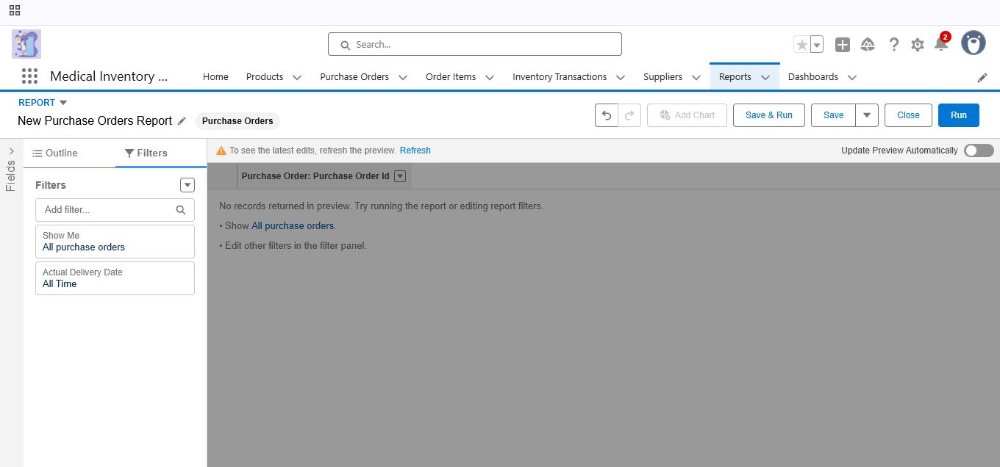 Search...
2
Medical Inventory ...
Home
Products
Purchase Orders
Order Items
Inventory Transactions
Suppliers
Reports
Dashboards
REPORT
New Purchase Orders Report
Purchase Orders
Add Chart
Save & Run
Save
Close
Run
Fields
Outline
Filters
To see the latest edits, refresh the preview. Refresh
Update Preview Automatically
Filters
Add filter...
Show Me
All purchase orders
Actual Delivery Date
All Time
Purchase Order: Purchase Order Id
No records returned in preview. Try running the report or editing report filters.
• Show All purchase orders.
• Edit other filters in the filter panel.